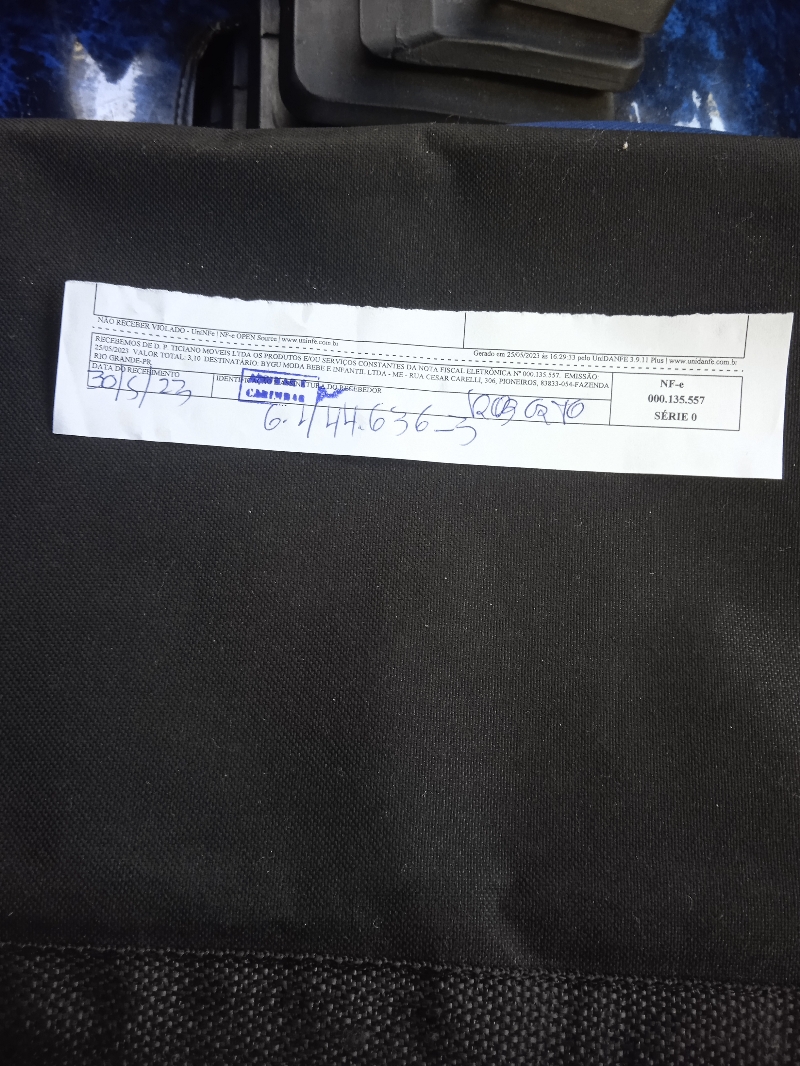 NÃO RECEBER VIOLADO - UniNFe | NF-e OPEN Source | www.uninfe.com.br
Gerado em 25/05/2023 às 16:29:33 pelo UniDANFE 3.9.11 Plus | www.unidanfe.com.br
RECEBEMOS DE D. P. TICIANO MOVEIS LTDA OS PRODUTOS E/OU SERVIÇOS CONSTANTES DA NOTA FISCAL ELETRÔNICA Nº 000.135.557. EMISSÃO:
25/05/2023 VALOR TOTAL: 3,10 DESTINATÁRIO: BYGU MODA BEBE E INFANTIL LTDA - ME - RUA CESAR CARELLI, 306, PIONEIROS, 83833-054-FAZENDA
RIO GRANDE-PR
DATA DO RECEBIMENTO
30/5/23
DO RECEBEDOR
CARIMBAR
6.144.636-3
NF-e
000.135.557
SÉRIE 0